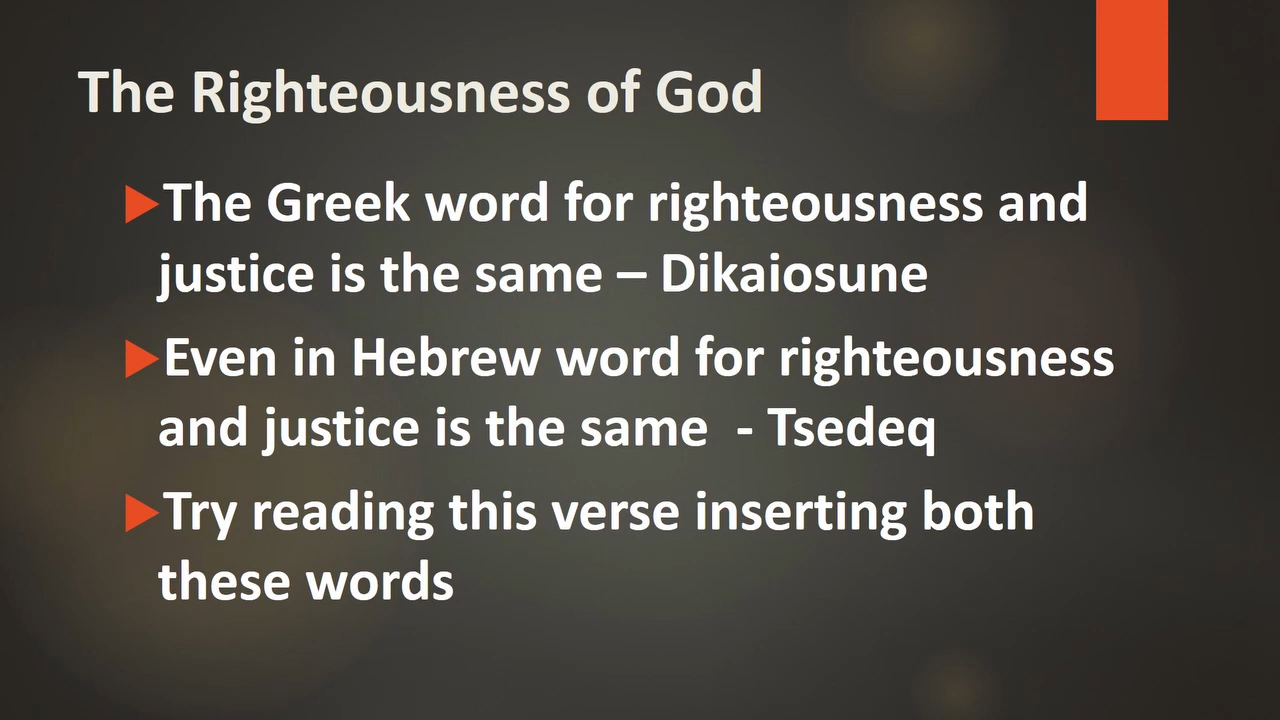 The Righteousness of God
The Greek word for righteousness and
justice is the same – Dikaiosune
Even in Hebrew word for righteousness
and justice is the same  - Tsedeq
Try reading this verse inserting both
these words